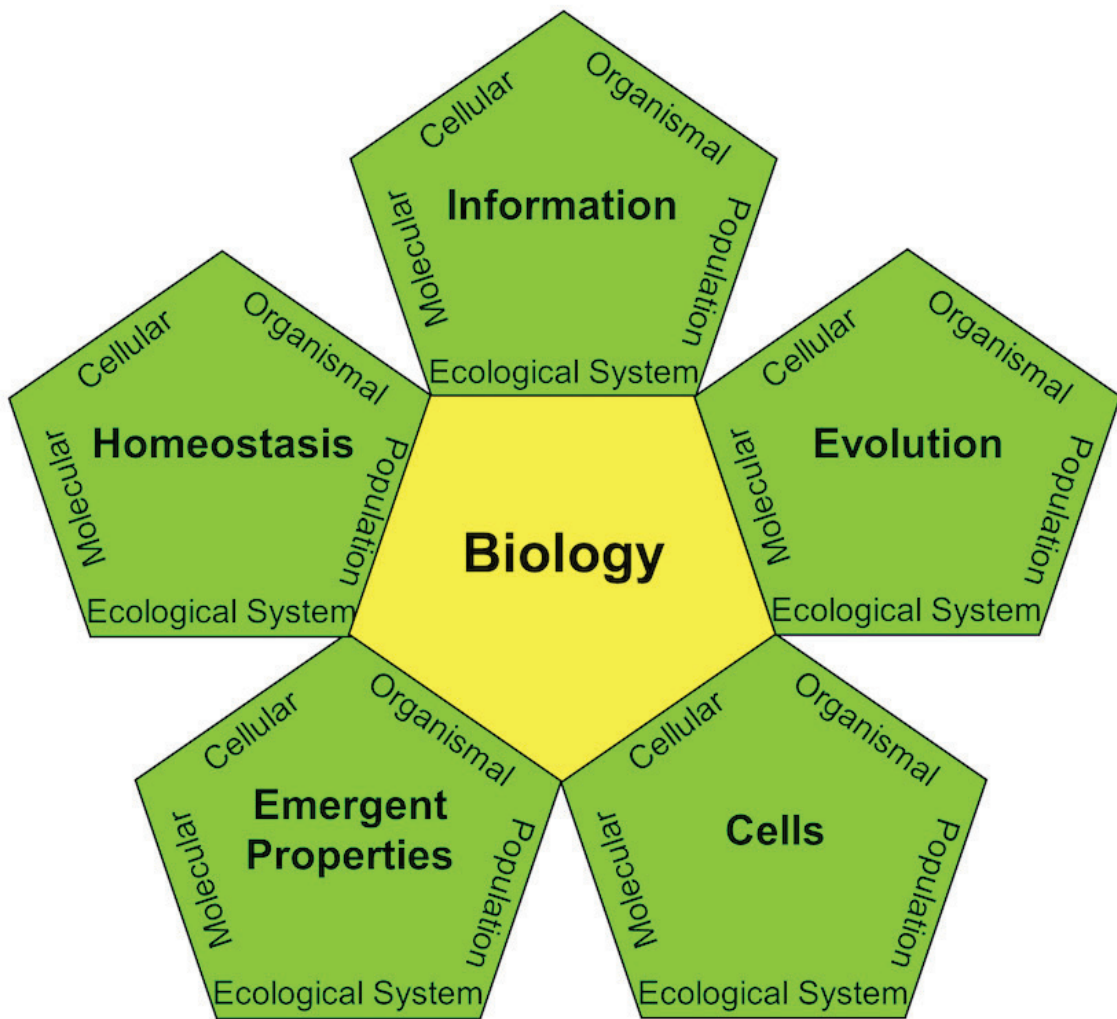 Cellular
Organismal
Information
Molecular
Population
Ecological System
Cellular
Organismal
Homeostasis
Molecular
Population
Ecological System
Cellular
Organismal
Evolution
Molecular
Population
Ecological System
Biology
Cellular
Organismal
Emergent
Properties
Molecular
Population
Ecological System
Cellular
Organismal
Cells
Molecular
Population
Ecological System